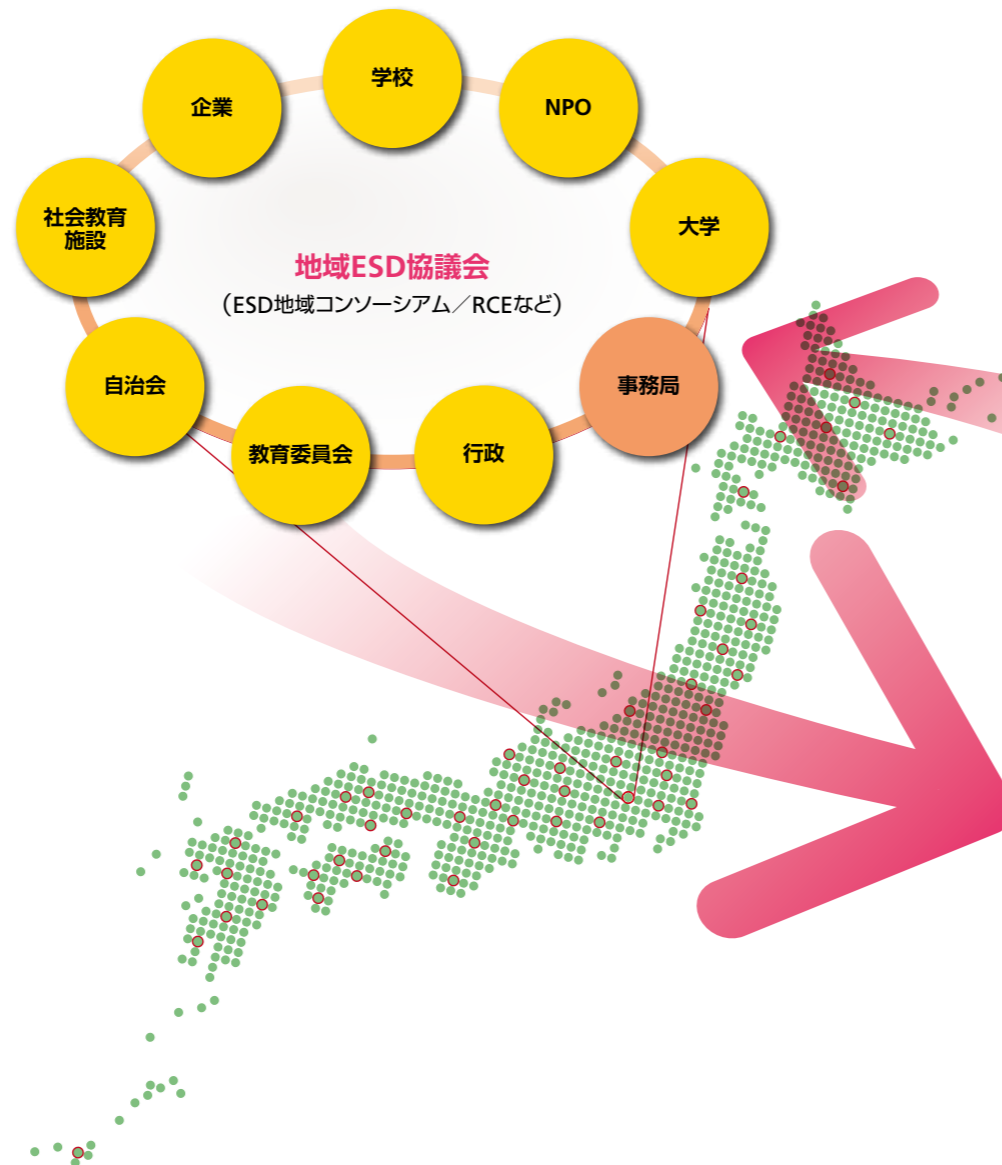 学校
企業
NPO
社会教育
施設
大学
地域ESD協議会
（ESD地域コンソーシアム／RCEなど）
自治会
事務局
教育委員会
行政